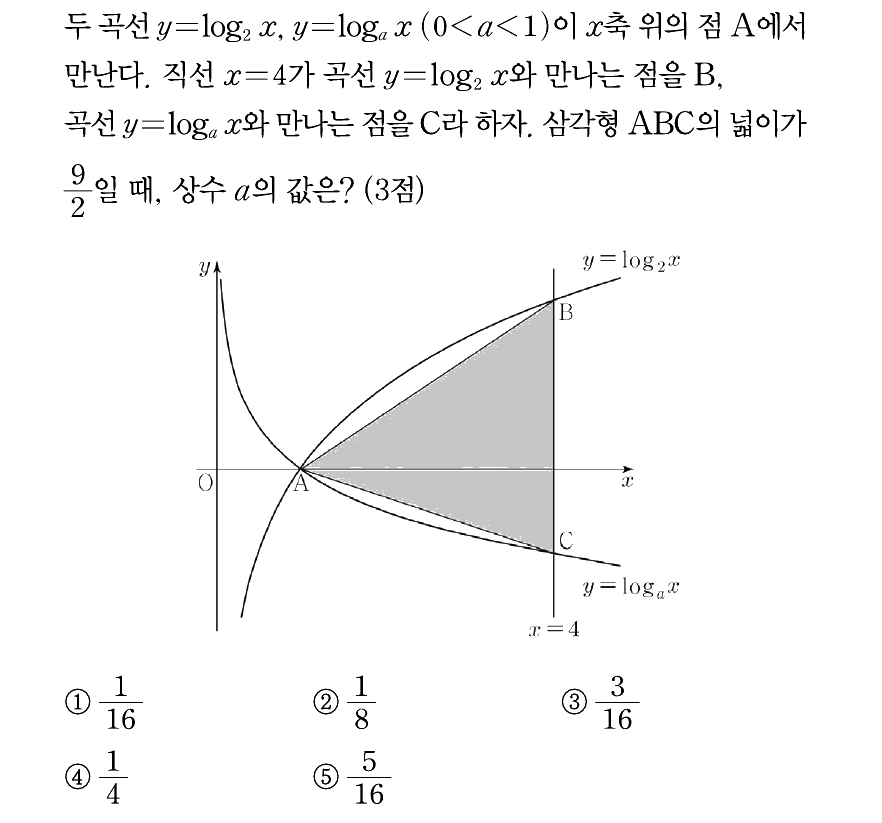 두 곡선 y=log₂ x, y=logₐ x (0<a<1)이 x축 위의 점 A에서
만난다. 직선 x=4가 곡선 y=log₂ x와 만나는 점을 B,
곡선 y=logₐ x와 만나는 점을 C라 하자. 삼각형 ABC의 넓이가
9/2일 때, 상수 a의 값은? (3점)
y
y=log₂x
B
O
A
x
C
y=logₐx
x=4
① 1/16 ② 1/8 ③ 3/16
④ 1/4 ⑤ 5/16